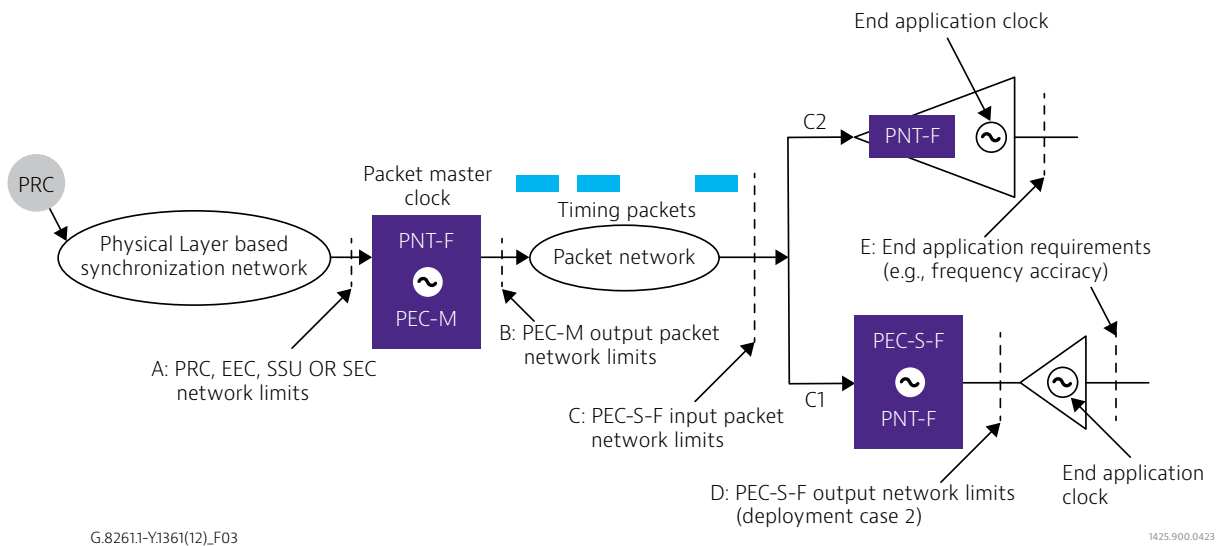 End application clock
C2
PNT-F
PRC
Packet master
clock
Timing packets
Physical Layer based
synchronization network
PNT-F
PEC-M
Packet network
E: End application requirements
(e.g., frequency acciracy)
A: PRC, EEC, SSU OR SEC
network limits
B: PEC-M output packet
network limits
PEC-S-F
PNT-F
C1
C: PEC-S-F input packet
network limits
D: PEC-S-F output network limits
(deployment case 2)
End application
clock
G.8261.1-Y.1361(12)_F03
1425.900.0423